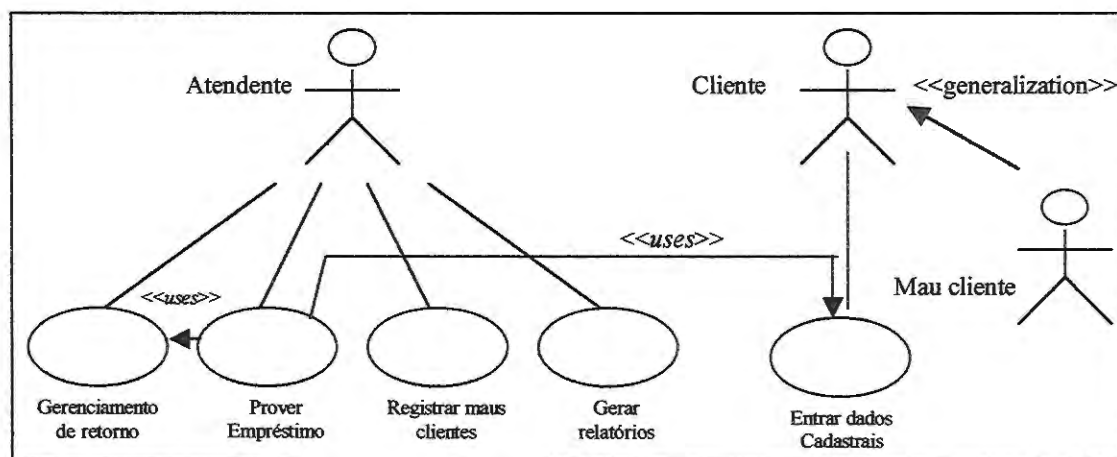 Atendente
Cliente
<<generalization>>
<<uses>>
Mau cliente
<<uses>>
Gerenciamento
de retorno
Prover
Empréstimo
Registrar maus
clientes
Gerar
relatórios
Entrar dados
Cadastrais